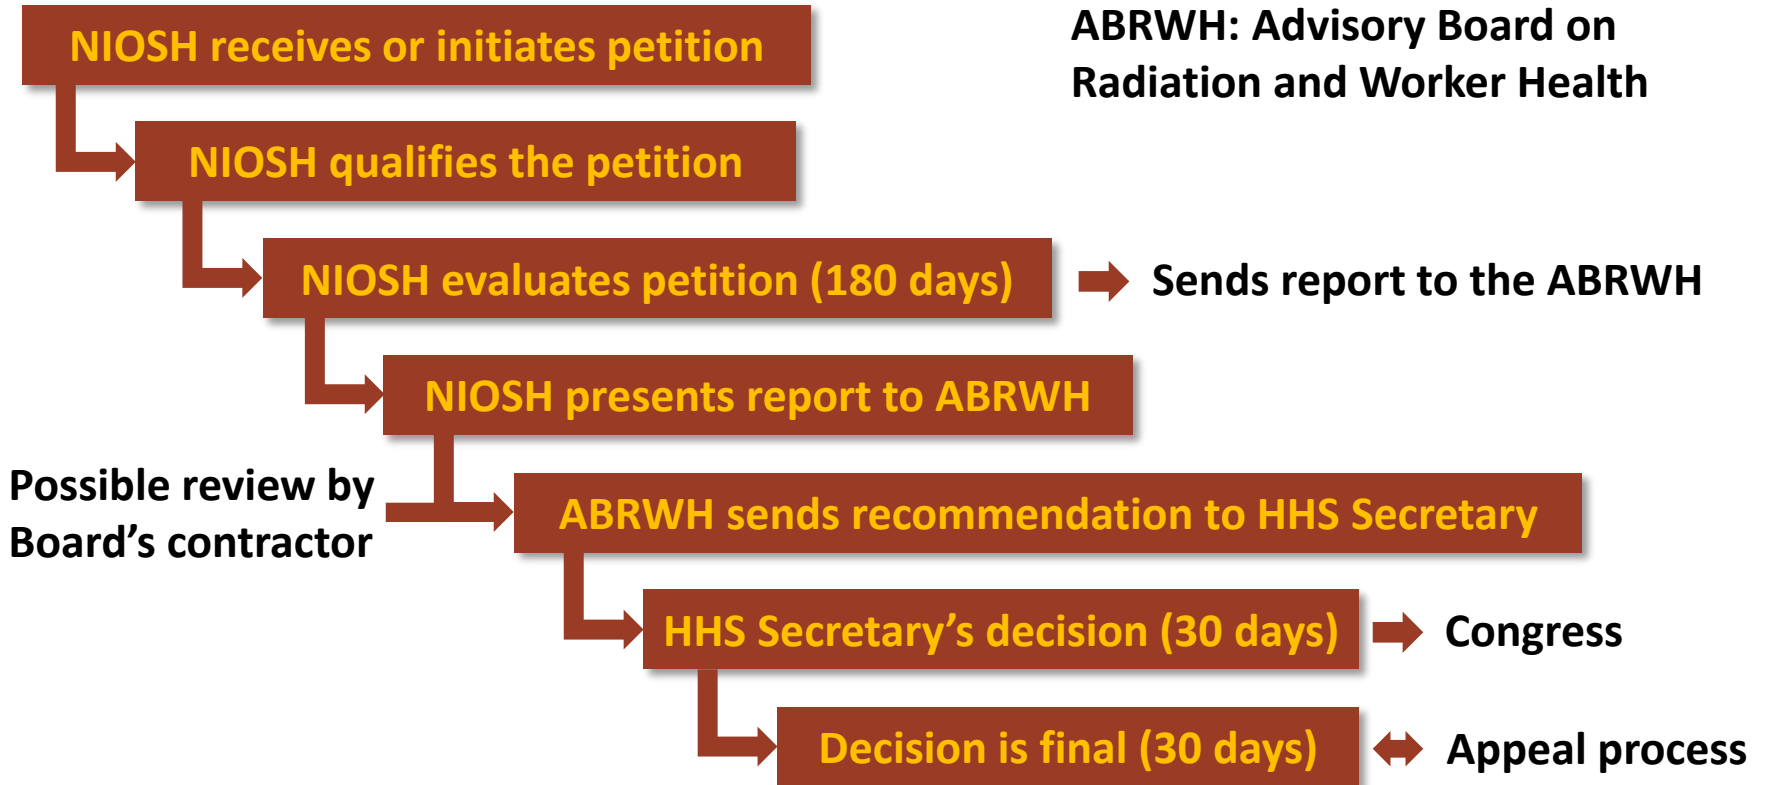 NIOSH receives or initiates petition
ABRWH: Advisory Board on
Radiation and Worker Health
NIOSH qualifies the petition
NIOSH evaluates petition (180 days)
Sends report to the ABRWH
NIOSH presents report to ABRWH
Possible review by
Board’s contractor
ABRWH sends recommendation to HHS Secretary
HHS Secretary’s decision (30 days)
Congress
Decision is final (30 days)
Appeal process